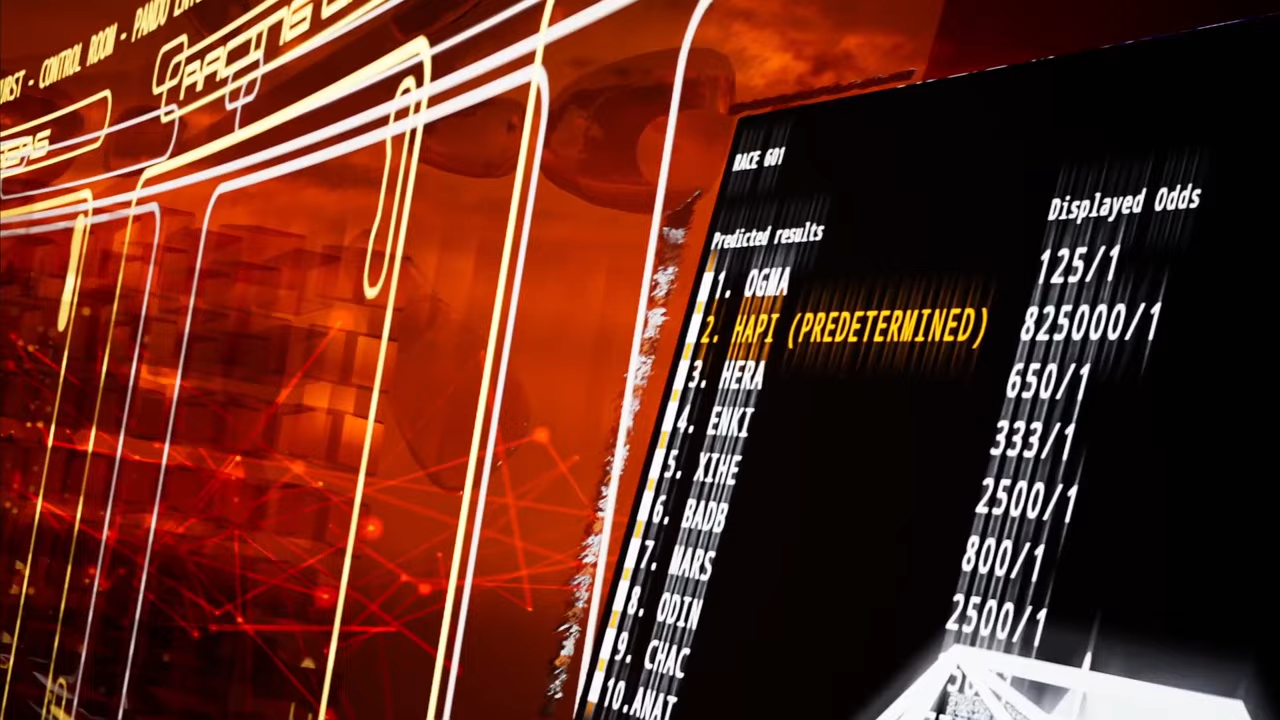 CONTROL ROOM - PANDO
RACING
RACE 601
Predicted results
Displayed Odds
1. OGMA 125/1
2. HAPI (PREDETERMINED) 825000/1
3. HERA 650/1
4. ENKI 333/1
5. XIHE 2500/1
6. BADB 800/1
7. MARS 2500/1
8. ODIN
9. CHAC
10. ANAT